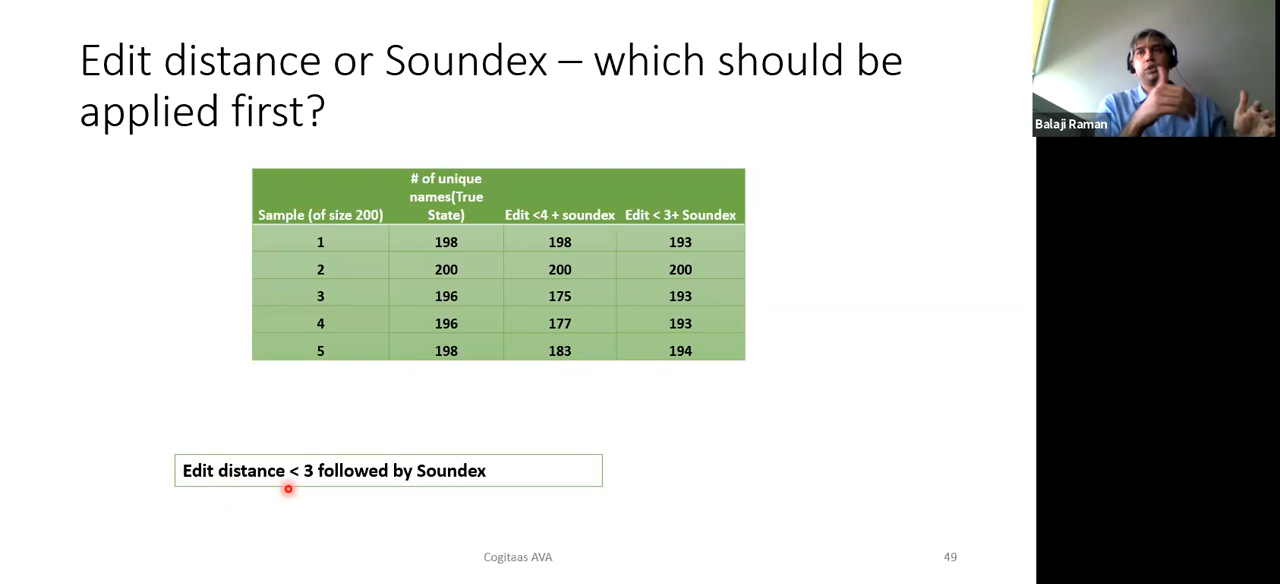 Edit distance or Soundex – which should be
applied first?
Balaji Raman
# of unique
names(True
Sample (of size 200) State) Edit <4 + soundex Edit < 3+ Soundex
1 198 198 193
2 200 200 200
3 196 175 193
4 196 177 193
5 198 183 194
Edit distance < 3 followed by Soundex
Cogitaas AVA 49